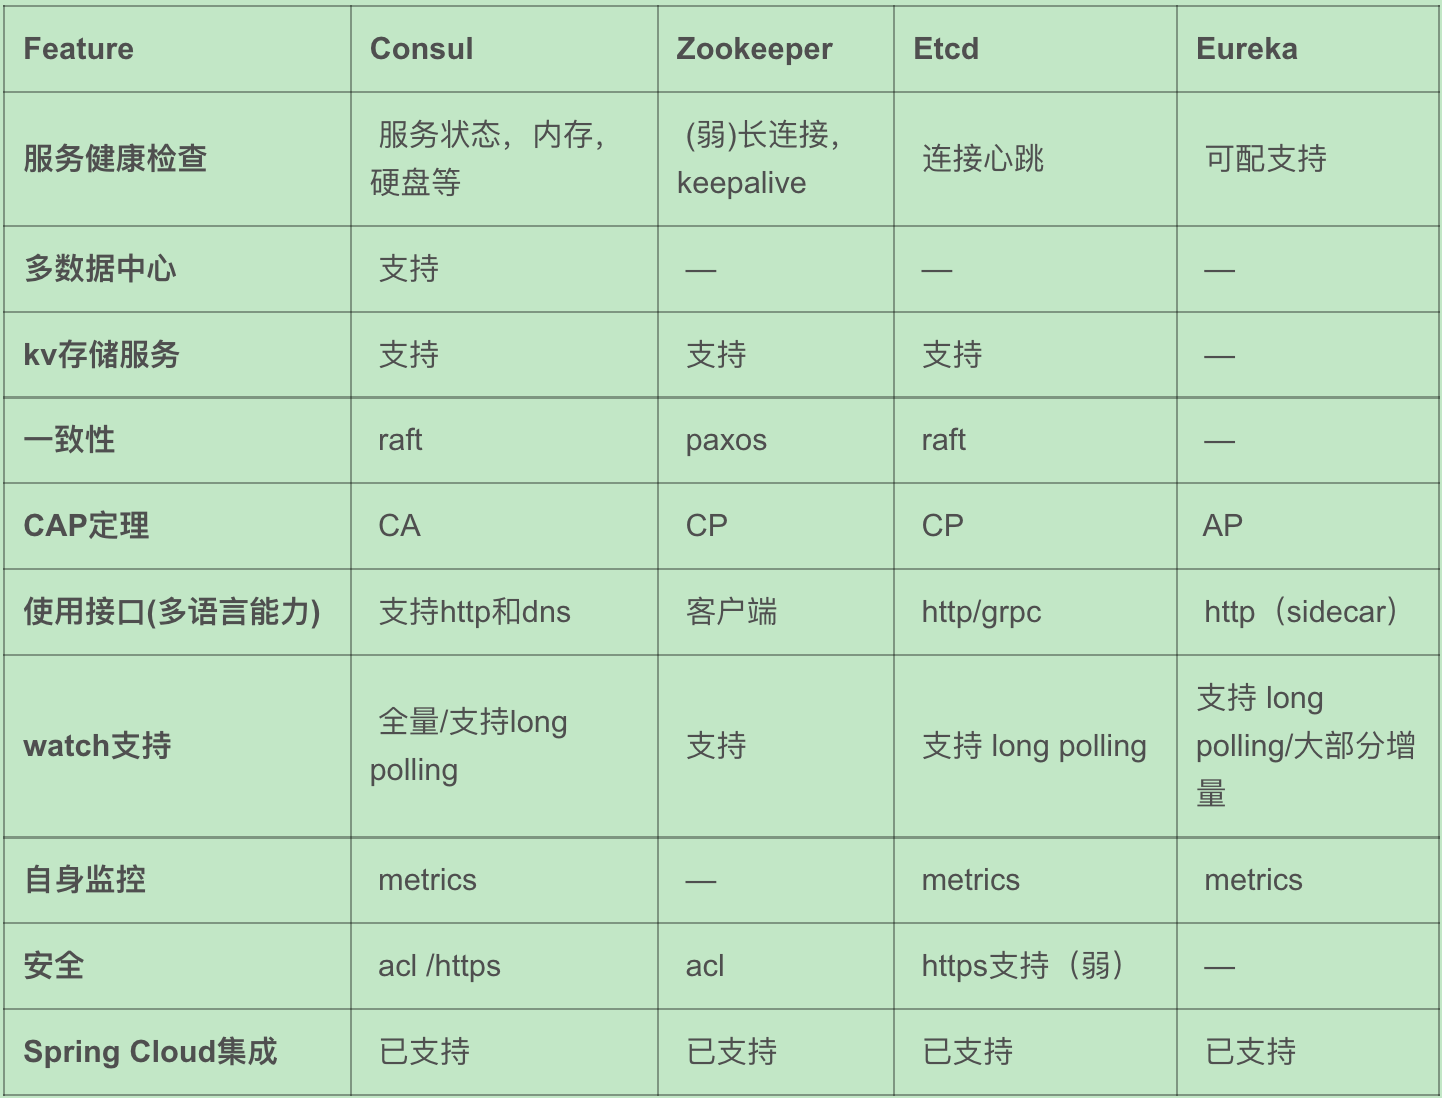 Feature Consul Zookeeper Etcd Eureka
服务健康检查 服务状态，内存，硬盘等 (弱)长连接，keepalive 连接心跳 可配支持
多数据中心 支持 — — —
kv存储服务 支持 支持 支持 —
一致性 raft paxos raft —
CAP定理 CA CP CP AP
使用接口(多语言能力) 支持http和dns 客户端 http/grpc http（sidecar）
watch支持 全量/支持long polling 支持 支持 long polling 支持 long polling/大部分增量
自身监控 metrics — metrics metrics
安全 acl /https acl https支持（弱） —
Spring Cloud集成 已支持 已支持 已支持 已支持